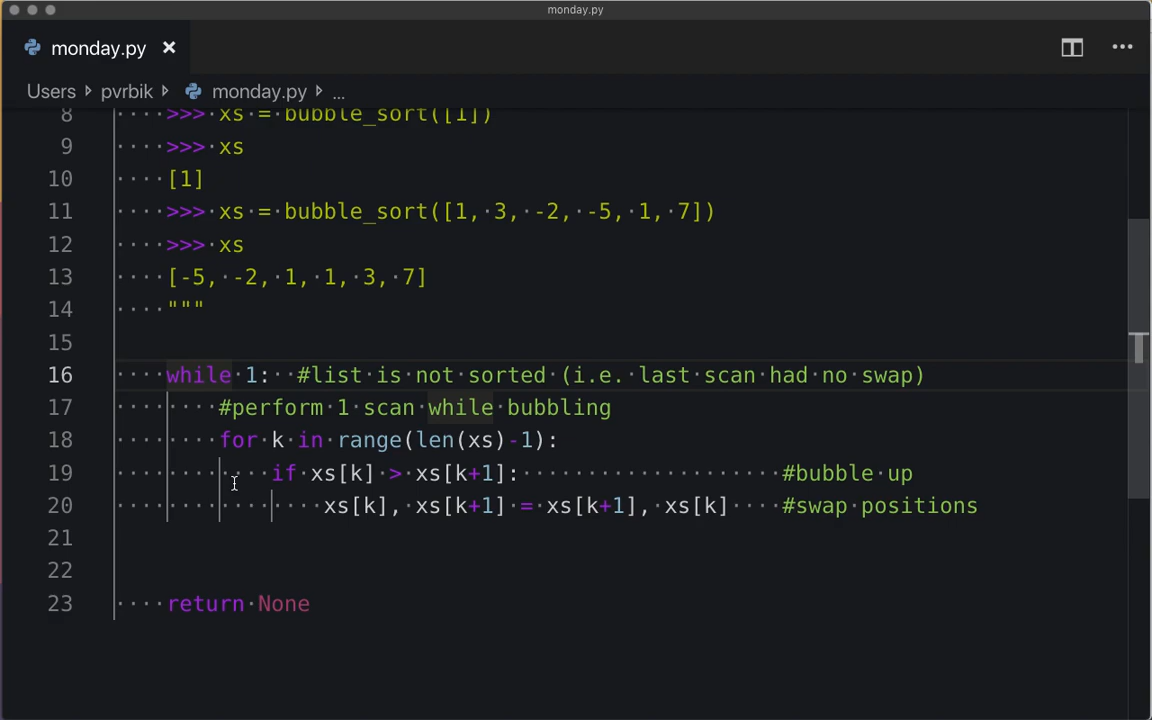 monday.py
monday.py ×
Users pvrbik monday.py ...
8 >>> xs = bubble_sort([1])
9 >>> xs
10 [1]
11 >>> xs = bubble_sort([1, 3, -2, -5, 1, 7])
12 >>> xs
13 [-5, -2, 1, 1, 3, 7]
14 """
15
16 while 1:  #list is not sorted (i.e. last scan had no swap)
17 #perform 1 scan while bubbling
18 for k in range(len(xs)-1):
19 if xs[k] > xs[k+1]: #bubble up
20 xs[k], xs[k+1] = xs[k+1], xs[k] #swap positions
21
22
23 return None